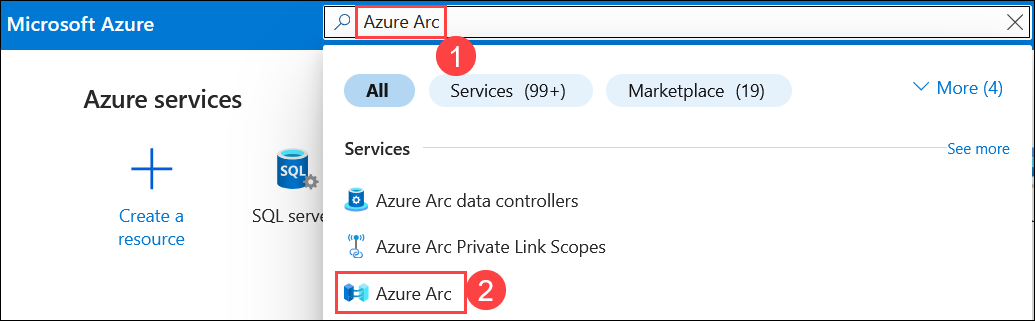 Microsoft Azure
Azure Arc
1
All
Services (99+)
Marketplace (19)
More (4)
Azure services
Services
See more
SQL
Create a
resource
SQL serve
Azure Arc data controllers
Azure Arc Private Link Scopes
Azure Arc
2